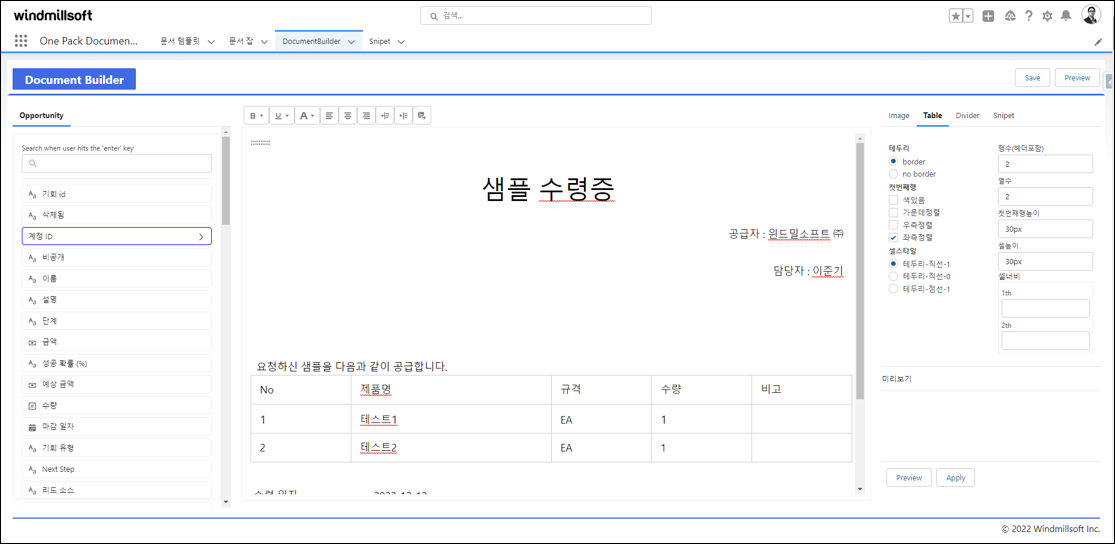 windmillsoft
검색...
One Pack Documen...
문서 템플릿
문서 잡
DocumentBuilder
Snipet
Document Builder
Save
Preview
Opportunity
Search when user hits the 'enter' key
기회 id
삭제됨
계정 ID
비공개
이름
설명
단계
금액
성공 확률 (%)
예상 금액
수량
마감 일자
기회 유형
Next Step
리드 소스
B
U
A
샘플 수령증
공급자 : 윈드밀소프트 ㈜
담당자 : 이준기
요청하신 샘플을 다음과 같이 공급합니다.
No 제품명 규격 수량 비고
1 테스트1 EA 1
2 테스트2 EA 1
Image Table Divider Snipet
테두리
border
no border
첫번째행
색있음
가운데정렬
우측정렬
좌측정렬
셀스타일
테두리-직선-1
테두리-직선-0
테두리-점선-1
행수(헤더포함)
2
열수
2
첫번재행높이
30px
셀높이
30px
셀너비
1th
2th
미리보기
Preview
Apply
© 2022 Windmillsoft Inc.